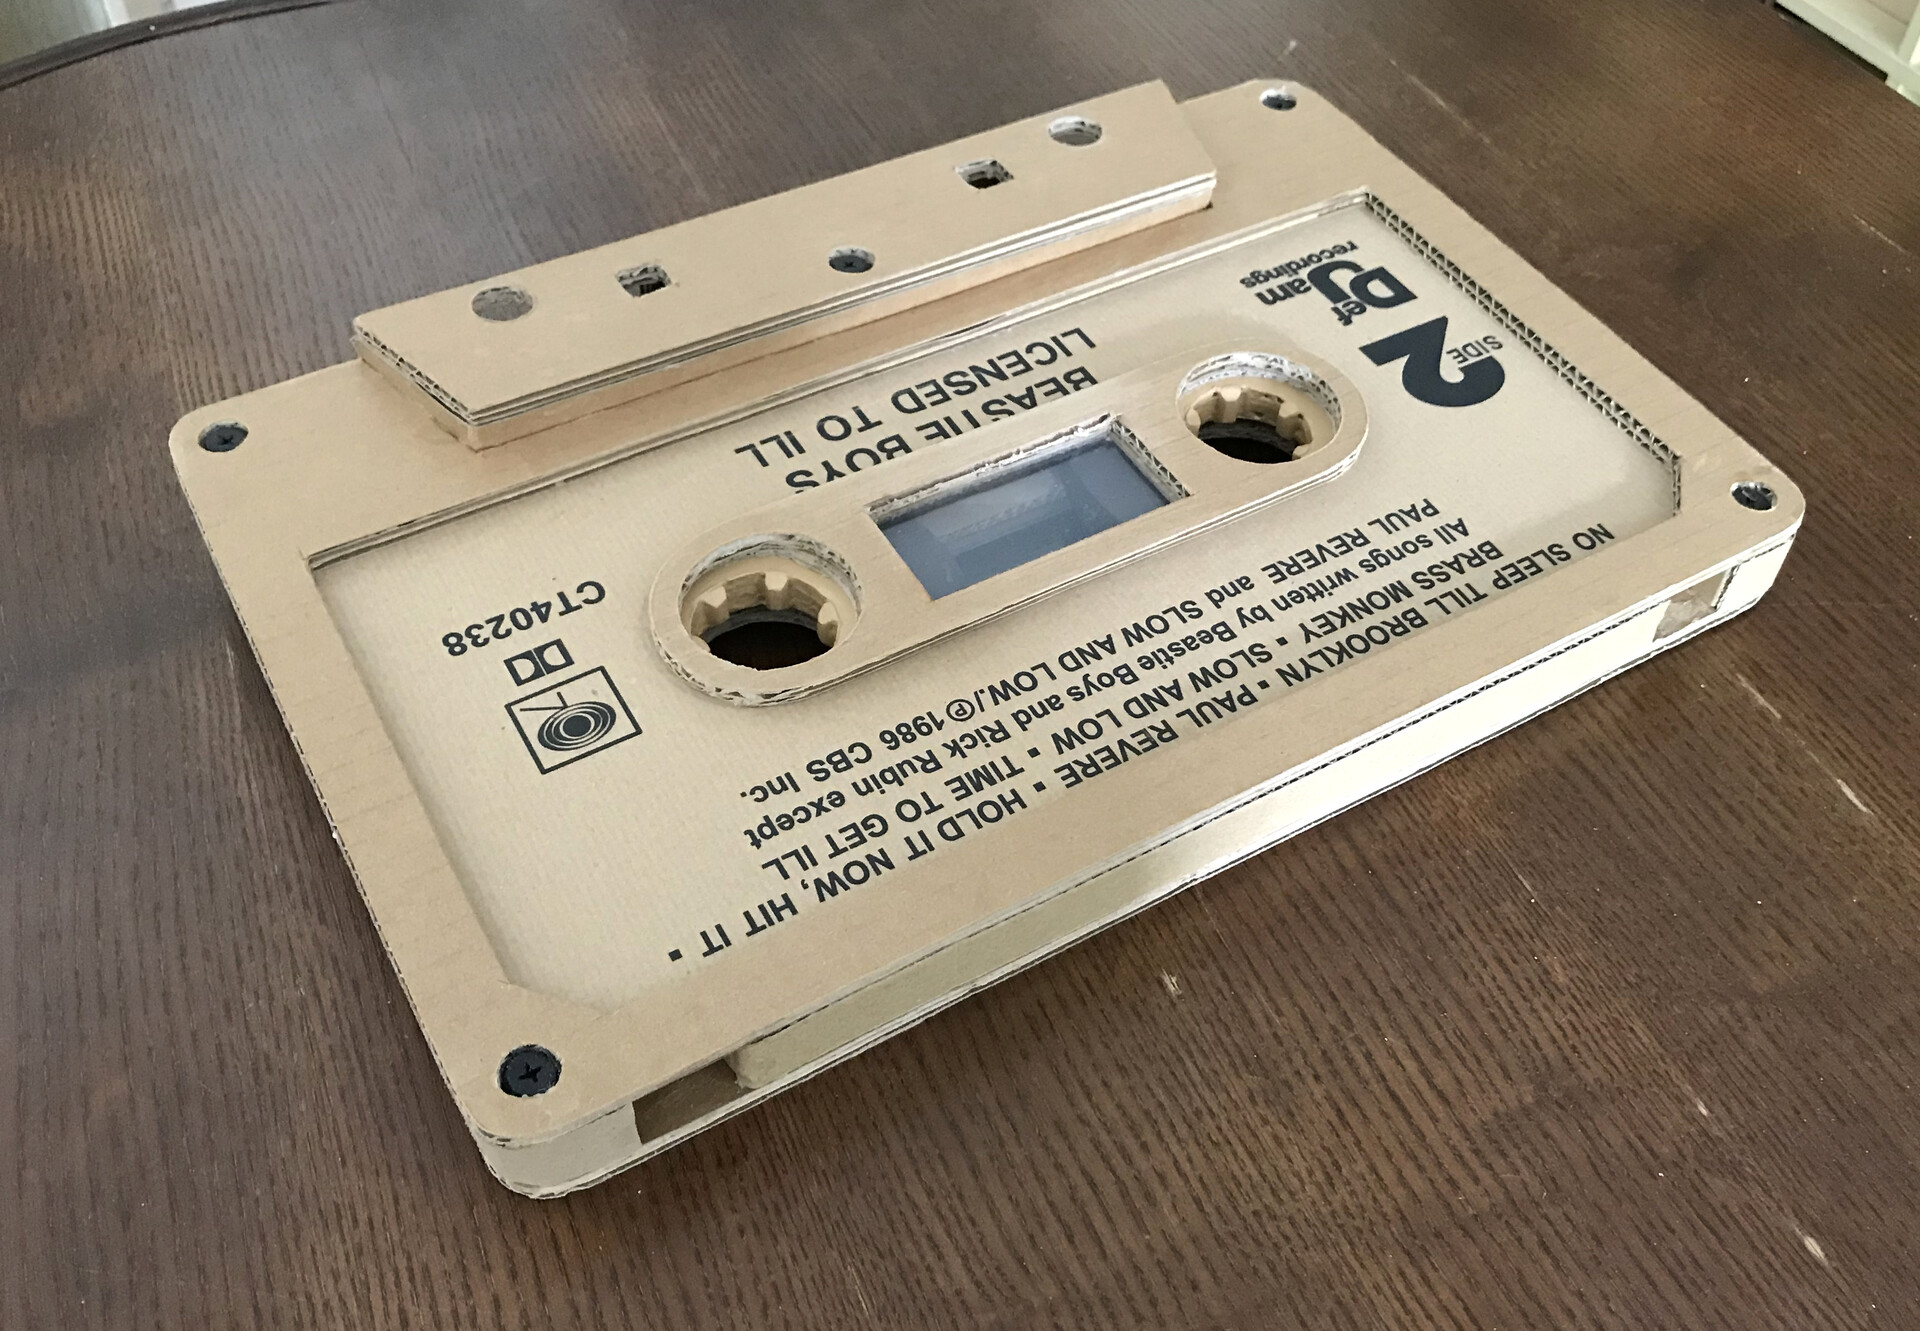 NO SLEEP TILL BROOKLYN ▪ PAUL REVERE ▪ HOLD IT NOW, HIT IT ▪
BRASS MONKEY ▪ SLOW AND LOW ▪ TIME TO GET ILL
All songs written by Beastie Boys and Rick Rubin except
PAUL REVERE and SLOW AND LOW./℗1986 CBS Inc.
SIDE
2
Def Jam
recordings
CT40238
BEASTIE BOYS
LICENSED TO ILL